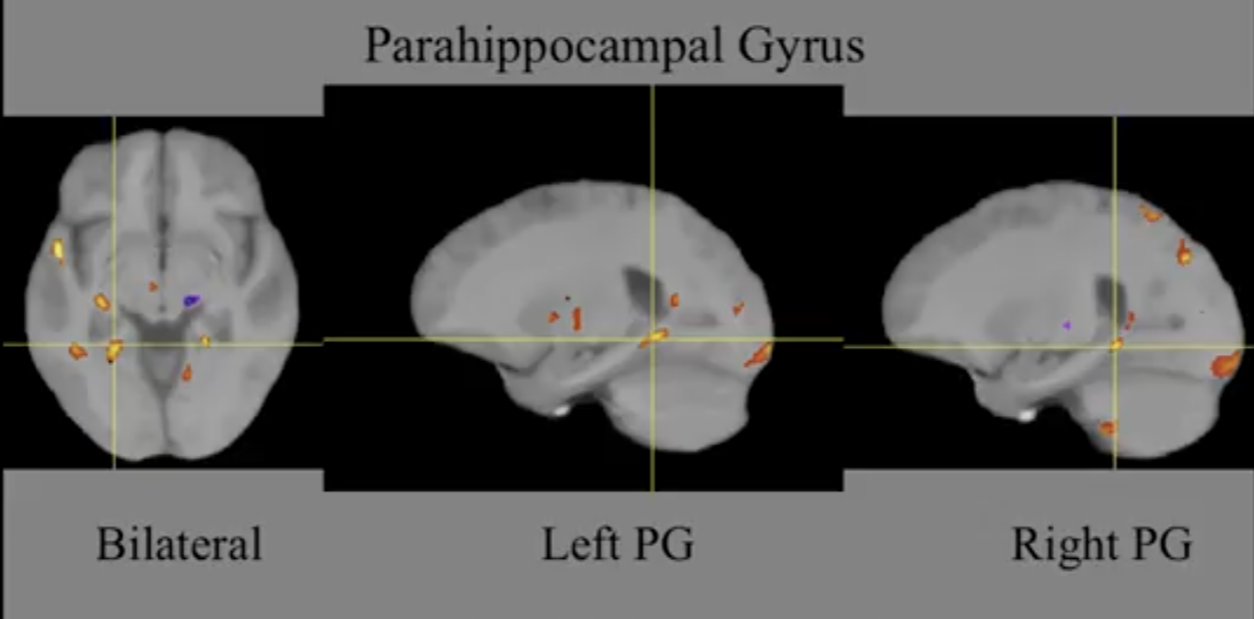 Parahippocampal Gyrus
Bilateral
Left PG
Right PG